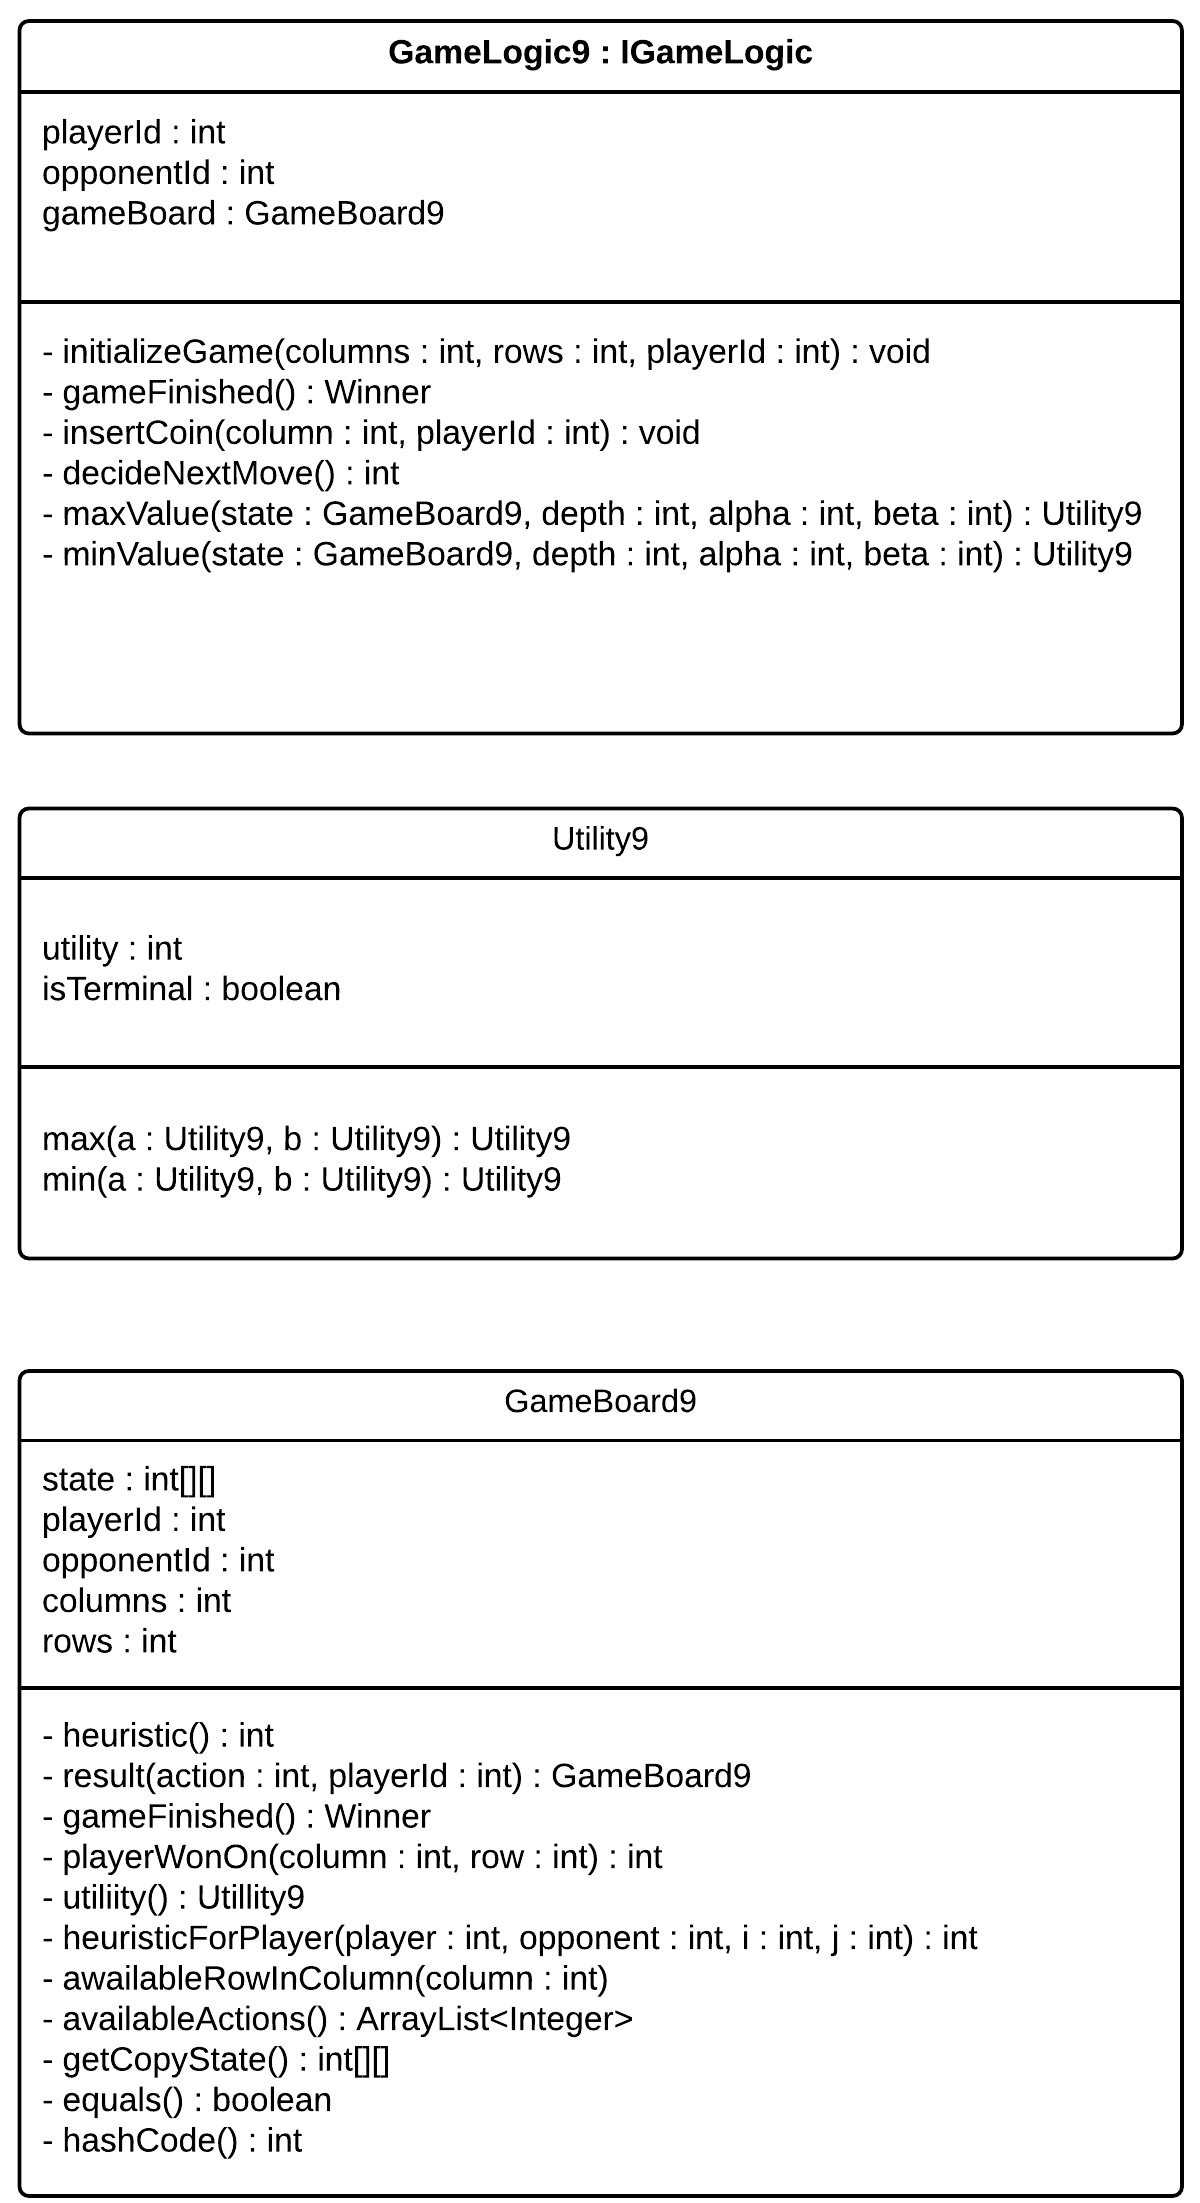 GameLogic9 : IGameLogic
playerId : int
opponentId : int
gameBoard : GameBoard9
- initializeGame(columns : int, rows : int, playerId : int) : void
- gameFinished() : Winner
- insertCoin(column : int, playerId : int) : void
- decideNextMove() : int
- maxValue(state : GameBoard9, depth : int, alpha : int, beta : int) : Utility9
- minValue(state : GameBoard9, depth : int, alpha : int, beta : int) : Utility9
Utility9
utility : int
isTerminal : boolean
max(a : Utility9, b : Utility9) : Utility9
min(a : Utility9, b : Utility9) : Utility9
GameBoard9
state : int[][]
playerId : int
opponentId : int
columns : int
rows : int
- heuristic() : int
- result(action : int, playerId : int) : GameBoard9
- gameFinished() : Winner
- playerWonOn(column : int, row : int) : int
- utiliity() : Utillity9
- heuristicForPlayer(player : int, opponent : int, i : int, j : int) : int
- awailableRowInColumn(column : int)
- availableActions() : ArrayList<Integer>
- getCopyState() : int[][]
- equals() : boolean
- hashCode() : int